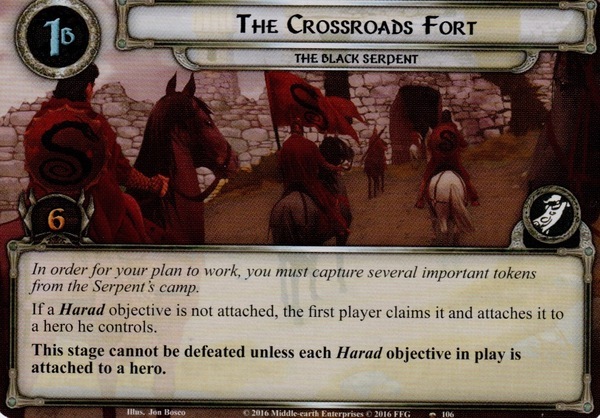 1B
THE CROSSROADS FORT
THE BLACK SERPENT
6
In order for your plan to work, you must capture several important tokens
from the Serpent's camp.
If a Harad objective is not attached, the first player claims it and attaches it to
a hero he controls.
This stage cannot be defeated unless each Harad objective in play is
attached to a hero.
Illus. Jon Bosco © 2016 Middle-earth Enterprises © 2016 FFG 106